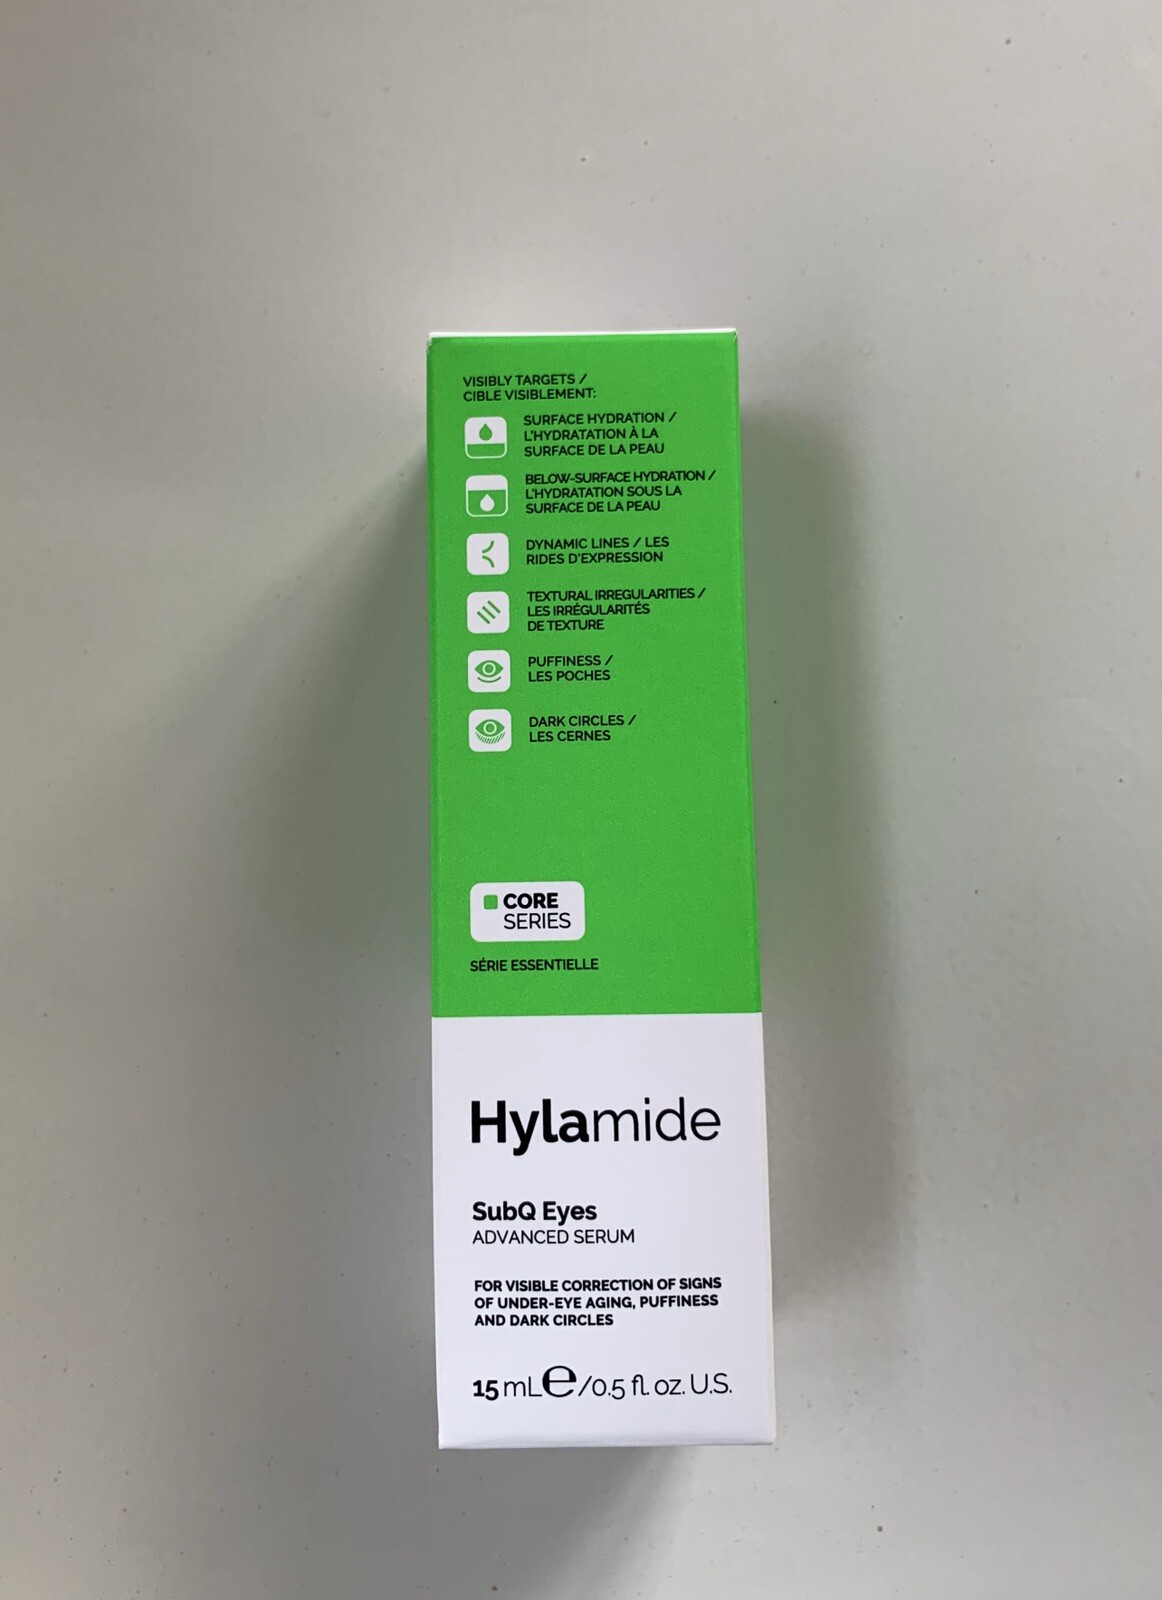 VISIBLY TARGETS /
CIBLE VISIBLEMENT:
SURFACE HYDRATION /
L'HYDRATATION À LA
SURFACE DE LA PEAU
BELOW-SURFACE HYDRATION /
L'HYDRATATION SOUS LA
SURFACE DE LA PEAU
DYNAMIC LINES / LES
RIDES D'EXPRESSION
TEXTURAL IRREGULARITIES /
LES IRRÉGULARITÉS
DE TEXTURE
PUFFINESS /
LES POCHES
DARK CIRCLES /
LES CERNES
CORE
SERIES
SÉRIE ESSENTIELLE
Hylamide
SubQ Eyes
ADVANCED SERUM
FOR VISIBLE CORRECTION OF SIGNS
OF UNDER-EYE AGING, PUFFINESS
AND DARK CIRCLES
15 mL℮/0.5 fl. oz. U.S.